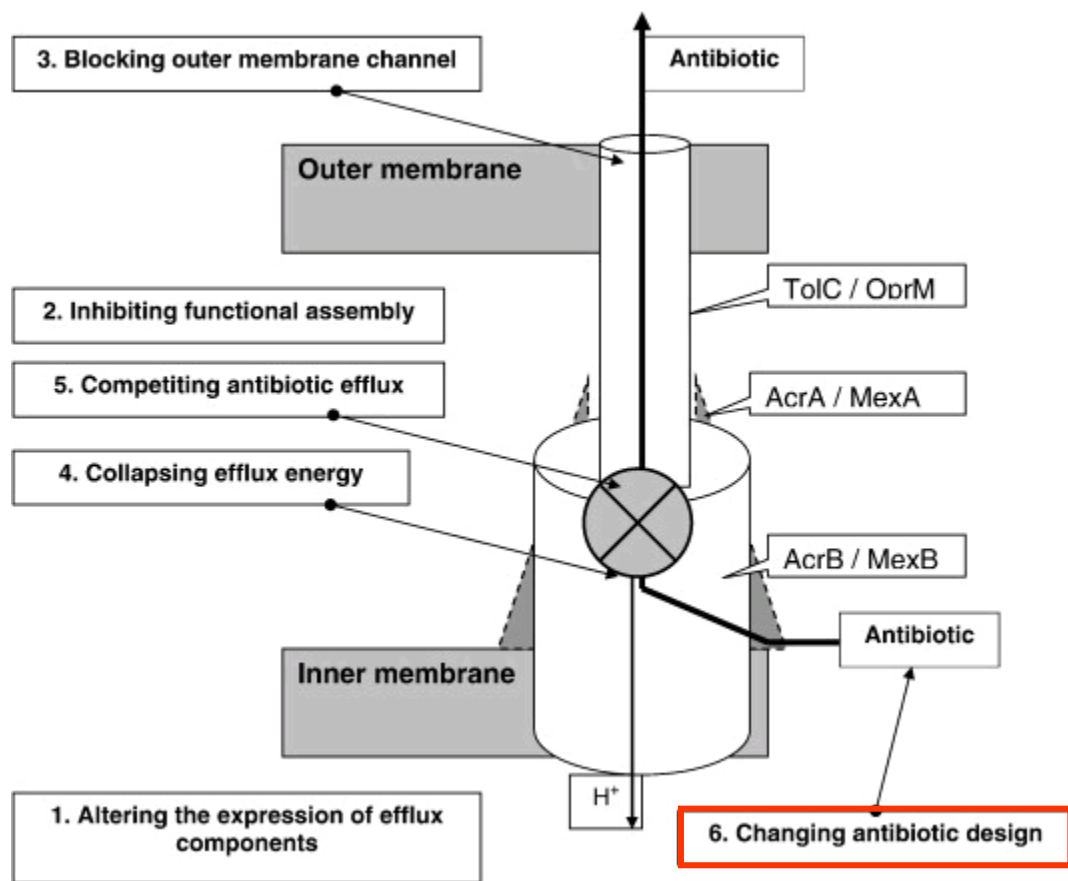 3. Blocking outer membrane channel
Antibiotic
Outer membrane
TolC / OprM
2. Inhibiting functional assembly
5. Competiting antibiotic efflux
AcrA / MexA
4. Collapsing efflux energy
AcrB / MexB
Antibiotic
Inner membrane
H⁺
1. Altering the expression of efflux
components
6. Changing antibiotic design